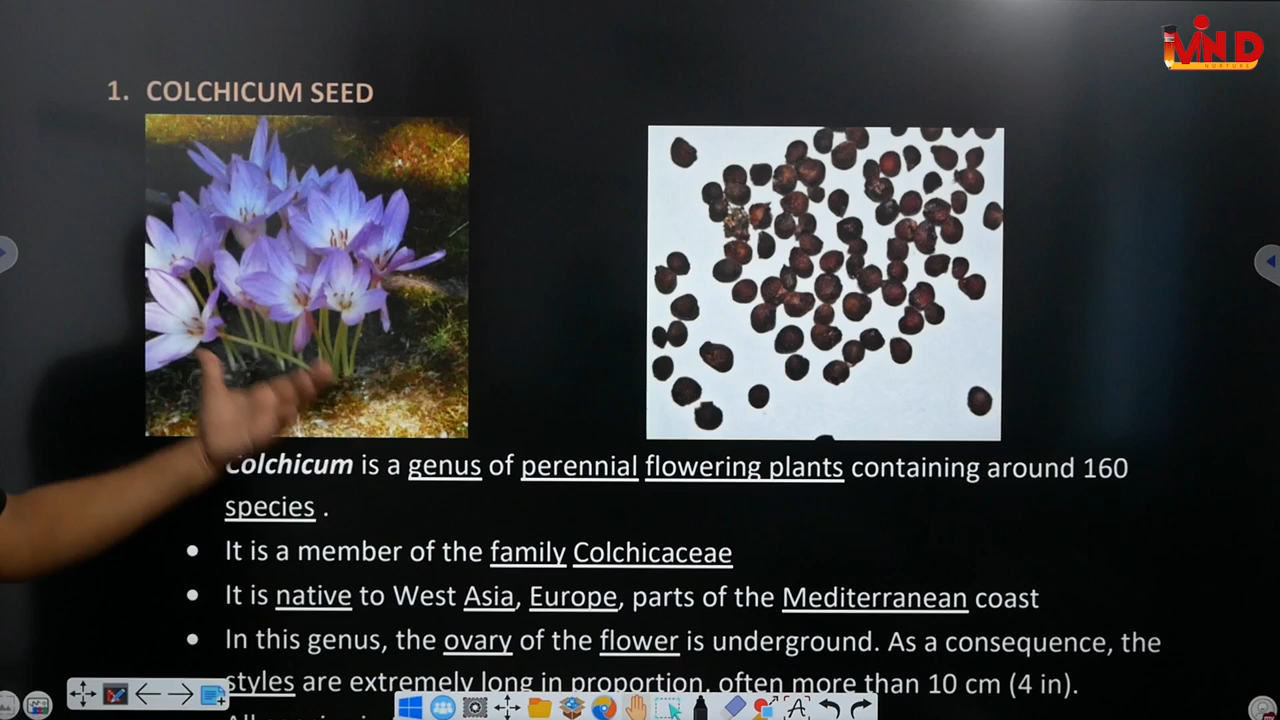 MIND
NURTURE
1. COLCHICUM SEED
Colchicum is a genus of perennial flowering plants containing around 160
species .
• It is a member of the family Colchicaceae
• It is native to West Asia, Europe, parts of the Mediterranean coast
• In this genus, the ovary of the flower is underground. As a consequence, the
styles are extremely long in proportion, often more than 10 cm (4 in).